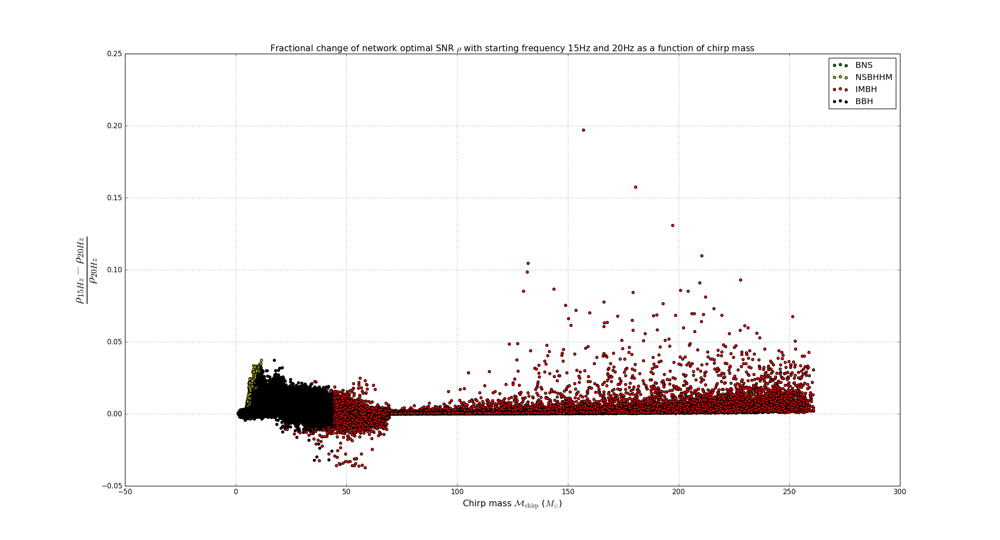 Fractional change of network optimal SNR ρ with starting frequency 15Hz and 20Hz as a function of chirp mass
0.25
0.20
0.15
0.10
0.05
0.00
−0.05
ρ15Hz − ρ20Hz
ρ20Hz
BNS
NSBHHM
IMBH
BBH
−50 0 50 100 150 200 250 300
Chirp mass ℳchirp (M⊙)